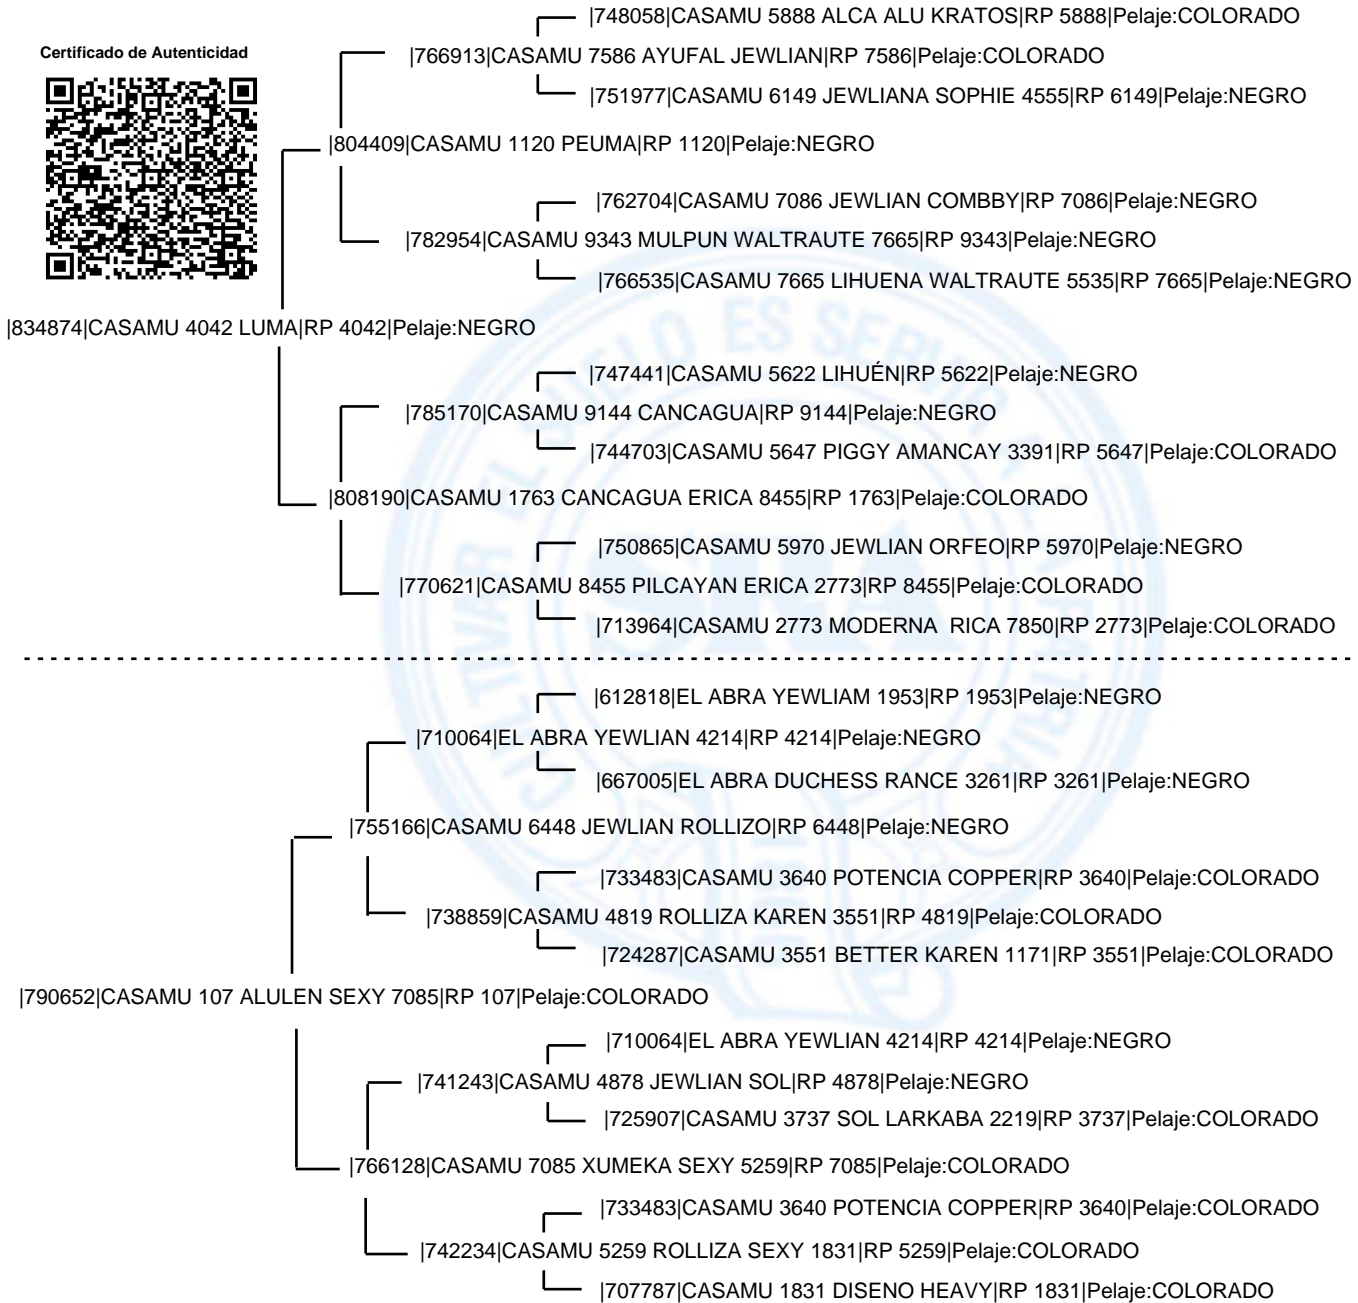 |748058|CASAMU 5888 ALCA ALU KRATOS|RP 5888|Pelaje:COLORADO
Certificado de Autenticidad
|766913|CASAMU 7586 AYUFAL JEWLIAN|RP 7586|Pelaje:COLORADO
|751977|CASAMU 6149 JEWLIANA SOPHIE 4555|RP 6149|Pelaje:NEGRO
|804409|CASAMU 1120 PEUMA|RP 1120|Pelaje:NEGRO
|762704|CASAMU 7086 JEWLIAN COMBBY|RP 7086|Pelaje:NEGRO
|782954|CASAMU 9343 MULPUN WALTRAUTE 7665|RP 9343|Pelaje:NEGRO
|766535|CASAMU 7665 LIHUENA WALTRAUTE 5535|RP 7665|Pelaje:NEGRO
|834874|CASAMU 4042 LUMA|RP 4042|Pelaje:NEGRO
|747441|CASAMU 5622 LIHUÉN|RP 5622|Pelaje:NEGRO
|785170|CASAMU 9144 CANCAGUA|RP 9144|Pelaje:NEGRO
|744703|CASAMU 5647 PIGGY AMANCAY 3391|RP 5647|Pelaje:COLORADO
|808190|CASAMU 1763 CANCAGUA ERICA 8455|RP 1763|Pelaje:COLORADO
|750865|CASAMU 5970 JEWLIAN ORFEO|RP 5970|Pelaje:NEGRO
|770621|CASAMU 8455 PILCAYAN ERICA 2773|RP 8455|Pelaje:COLORADO
|713964|CASAMU 2773 MODERNA  RICA 7850|RP 2773|Pelaje:COLORADO
|612818|EL ABRA YEWLIAM 1953|RP 1953|Pelaje:NEGRO
|710064|EL ABRA YEWLIAN 4214|RP 4214|Pelaje:NEGRO
|667005|EL ABRA DUCHESS RANCE 3261|RP 3261|Pelaje:NEGRO
|755166|CASAMU 6448 JEWLIAN ROLLIZO|RP 6448|Pelaje:NEGRO
|733483|CASAMU 3640 POTENCIA COPPER|RP 3640|Pelaje:COLORADO
|738859|CASAMU 4819 ROLLIZA KAREN 3551|RP 4819|Pelaje:COLORADO
|724287|CASAMU 3551 BETTER KAREN 1171|RP 3551|Pelaje:COLORADO
|790652|CASAMU 107 ALULEN SEXY 7085|RP 107|Pelaje:COLORADO
|710064|EL ABRA YEWLIAN 4214|RP 4214|Pelaje:NEGRO
|741243|CASAMU 4878 JEWLIAN SOL|RP 4878|Pelaje:NEGRO
|725907|CASAMU 3737 SOL LARKABA 2219|RP 3737|Pelaje:COLORADO
|766128|CASAMU 7085 XUMEKA SEXY 5259|RP 7085|Pelaje:COLORADO
|733483|CASAMU 3640 POTENCIA COPPER|RP 3640|Pelaje:COLORADO
|742234|CASAMU 5259 ROLLIZA SEXY 1831|RP 5259|Pelaje:COLORADO
|707787|CASAMU 1831 DISENO HEAVY|RP 1831|Pelaje:COLORADO
CULTIVAR EL SUELO ES SERVIR A LA PATRIA
SRA
1866